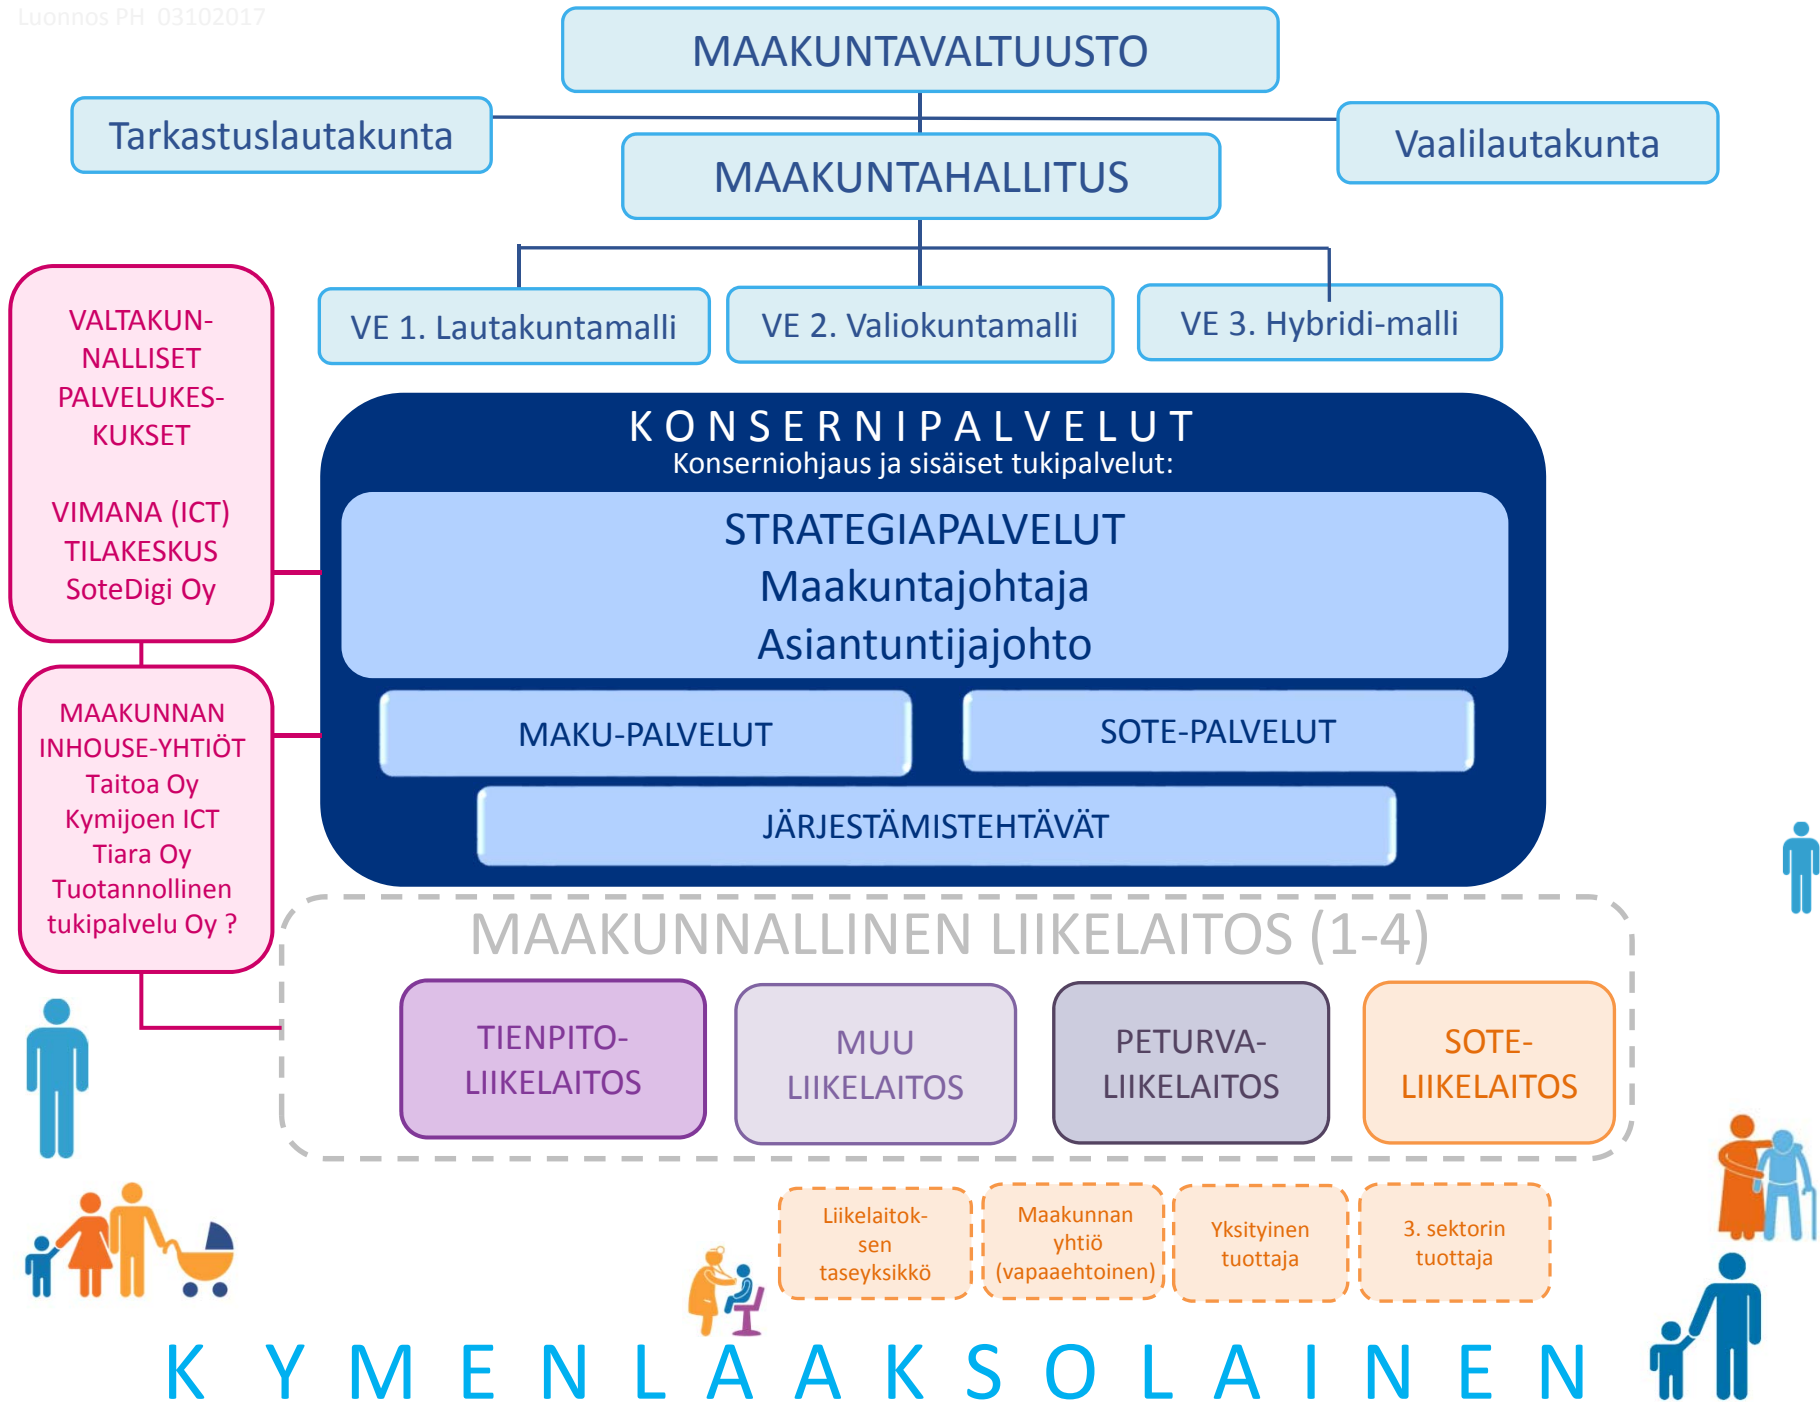 Luonnos PH 03102017
MAAKUNTAVALTUUSTO
Tarkastuslautakunta
Vaalilautakunta
MAAKUNTAHALLITUS
VE 1. Lautakuntamalli
VE 2. Valiokuntamalli
VE 3. Hybridi-malli
VALTAKUN-
NALLISET
PALVELUKES-
KUKSET
VIMANA (ICT)
TILAKESKUS
SoteDigi Oy
KONSERNIPALVELUT
Konserniohjaus ja sisäiset tukipalvelut:
STRATEGIAPALVELUT
Maakuntajohtaja
Asiantuntijajohto
MAKU-PALVELUT
SOTE-PALVELUT
JÄRJESTÄMISTEHTÄVÄT
MAAKUNNAN
INHOUSE-YHTIÖT
Taitoa Oy
Kymijoen ICT
Tiara Oy
Tuotannollinen
tukipalvelu Oy ?
MAAKUNNALLINEN LIIKELAITOS (1-4)
TIENPITO-
LIIKELAITOS
MUU
LIIKELAITOS
PETURVA-
LIIKELAITOS
SOTE-
LIIKELAITOS
Liikelaitok-
sen
taseyksikkö
Maakunnan
yhtiö
(vapaaehtoinen)
Yksityinen
tuottaja
3. sektorin
tuottaja
KYMENLAAKSOLAINEN